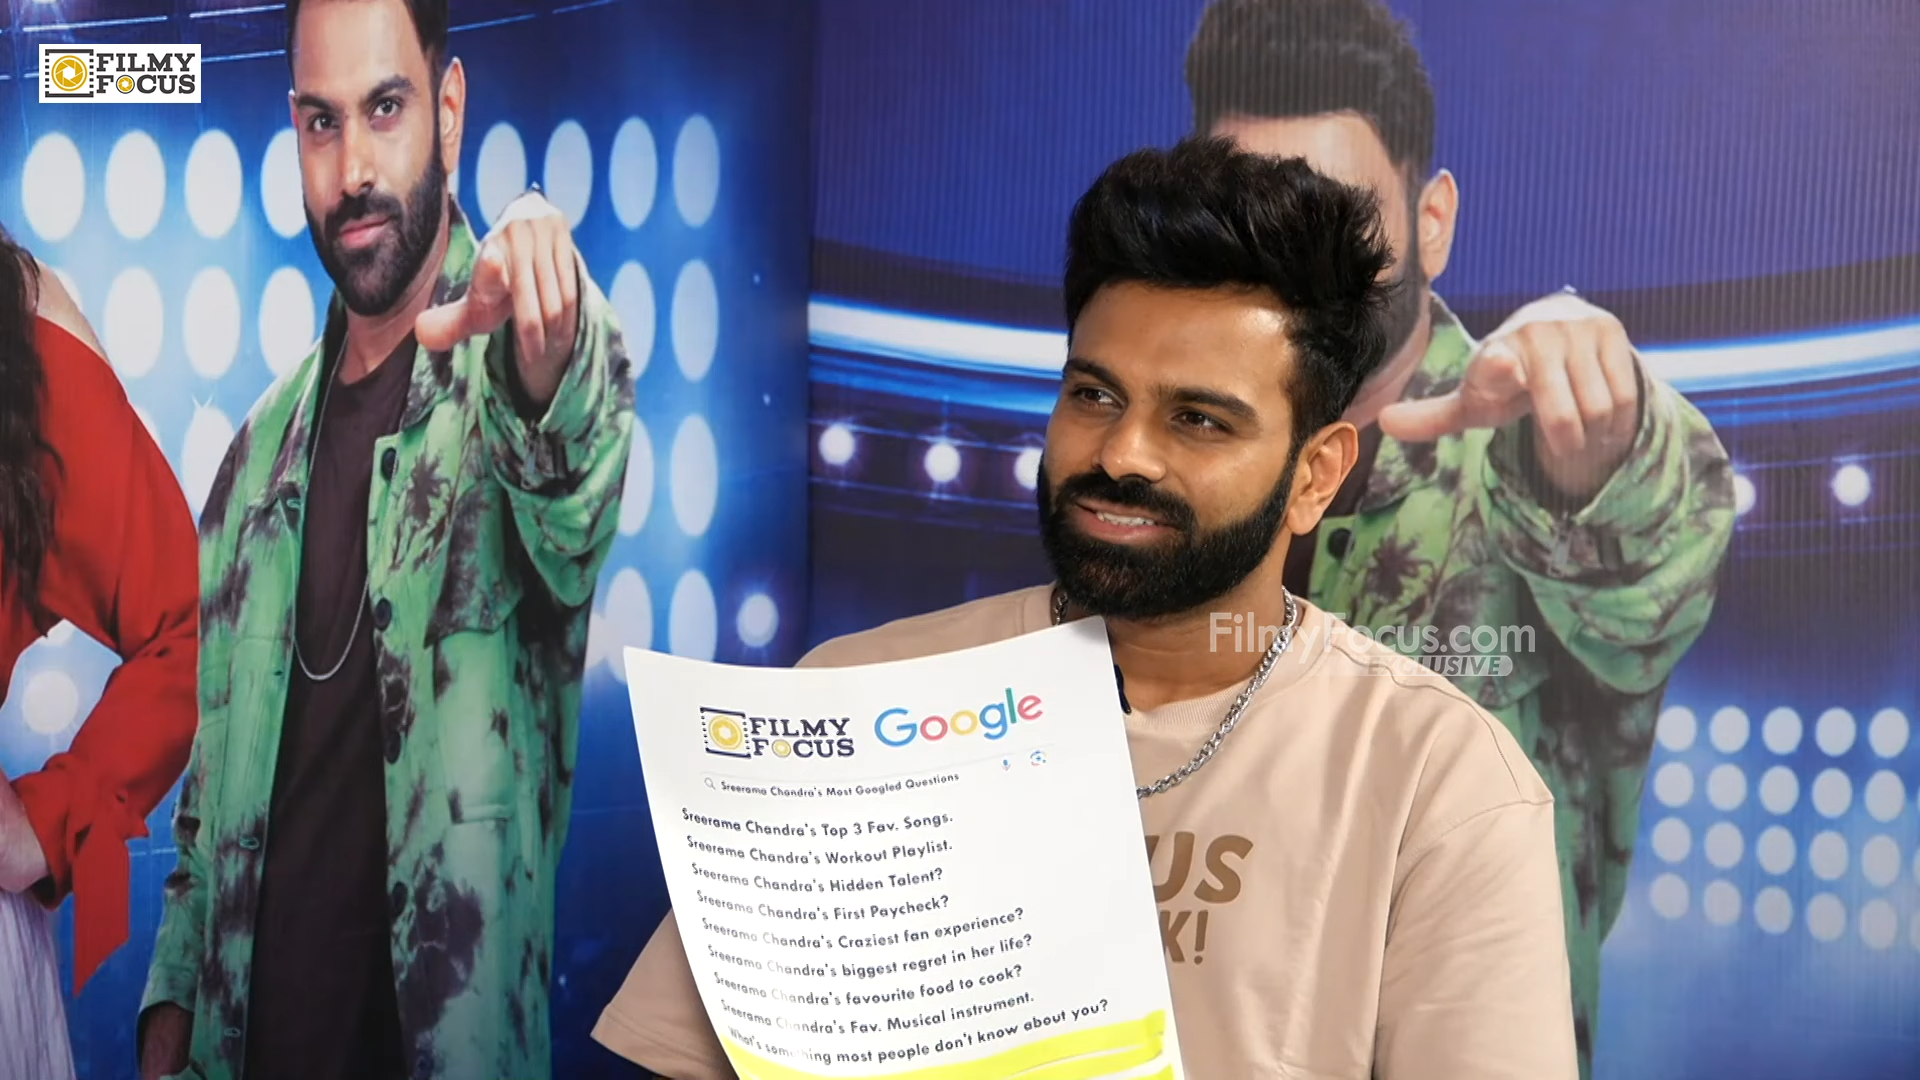 FILMY
FOCUS
FilmyFocus.com
EXCLUSIVE
FILMY
FOCUS
Google
Sreerama Chandra's Most Googled Questions
Sreerama Chandra's Top 3 Fav. Songs.
Sreerama Chandra's Workout Playlist.
Sreerama Chandra's Hidden Talent?
Sreerama Chandra's First Paycheck?
Sreerama Chandra's Craziest fan experience?
Sreerama Chandra's biggest regret in her life?
Sreerama Chandra's favourite food to cook?
Sreerama Chandra's Fav. Musical instrument.
What's something most people don't know about you?
US
K!